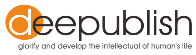 deepublish
glorify and develop the intellectual of human's life